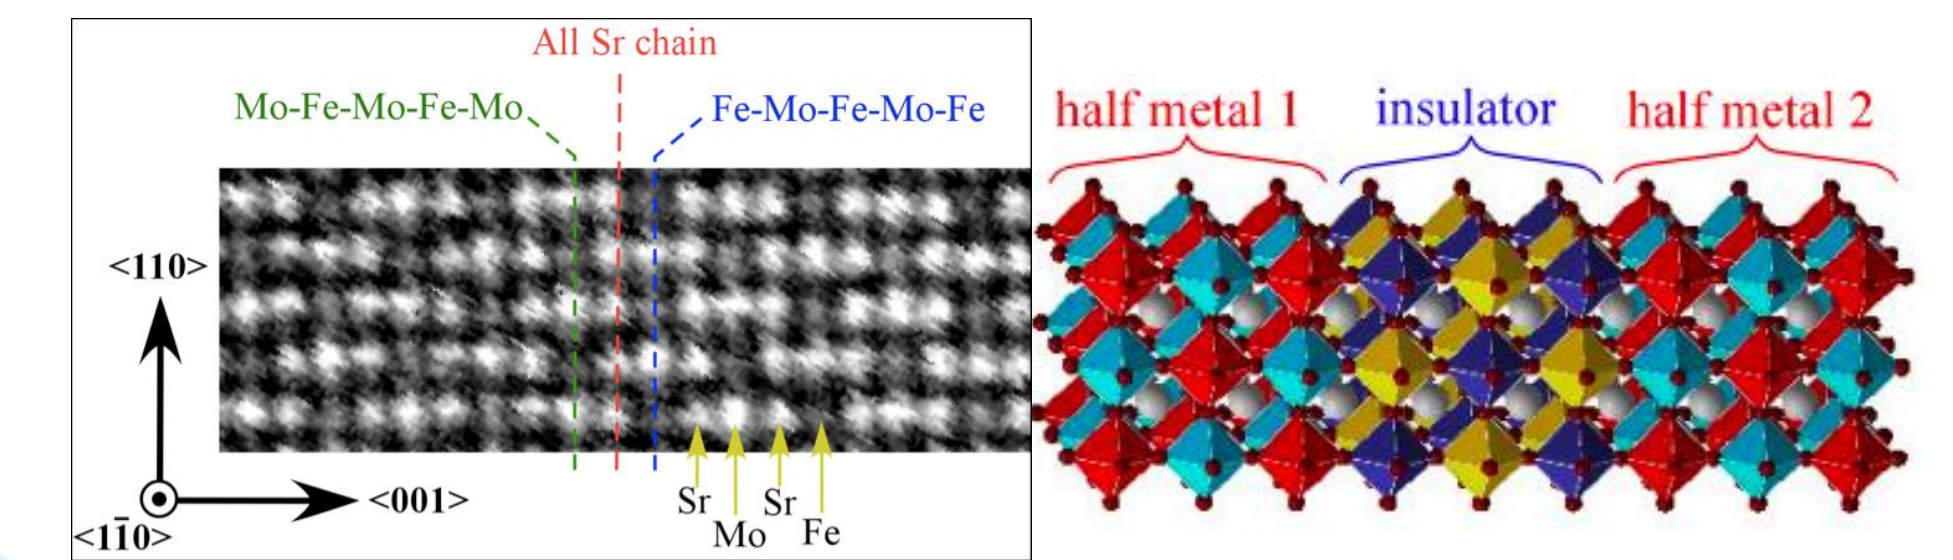 All Sr chain
Mo-Fe-Mo-Fe-Mo
Fe-Mo-Fe-Mo-Fe
<110>
<001>
<11̄0>
Sr
Mo
Sr
Fe
half metal 1
insulator
half metal 2